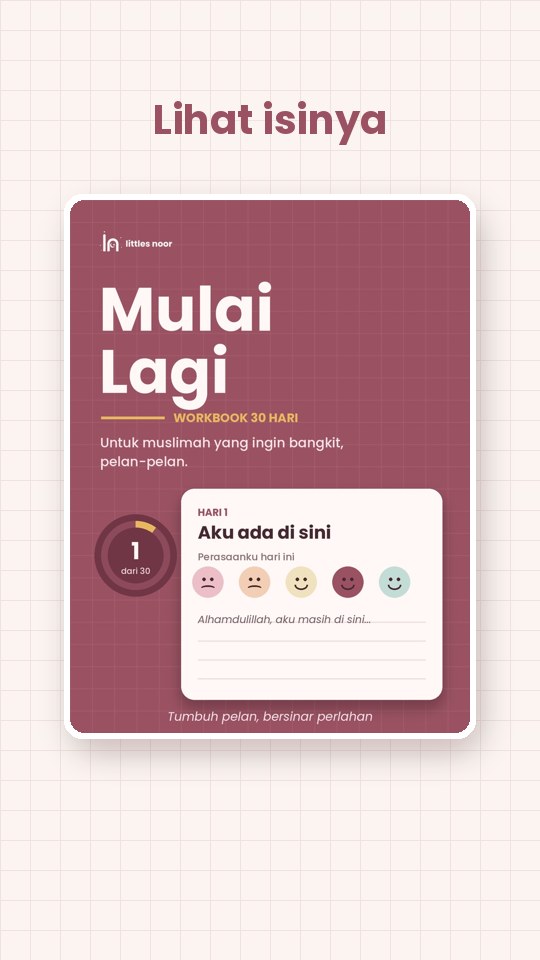 Lihat isinya
littles noor
Mulai
Lagi
WORKBOOK 30 HARI
Untuk muslimah yang ingin bangkit,
pelan-pelan.
1
dari 30
HARI 1
Aku ada di sini
Perasaanku hari ini
Alhamdulillah, aku masih di sini...
Tumbuh pelan, bersinar perlahan